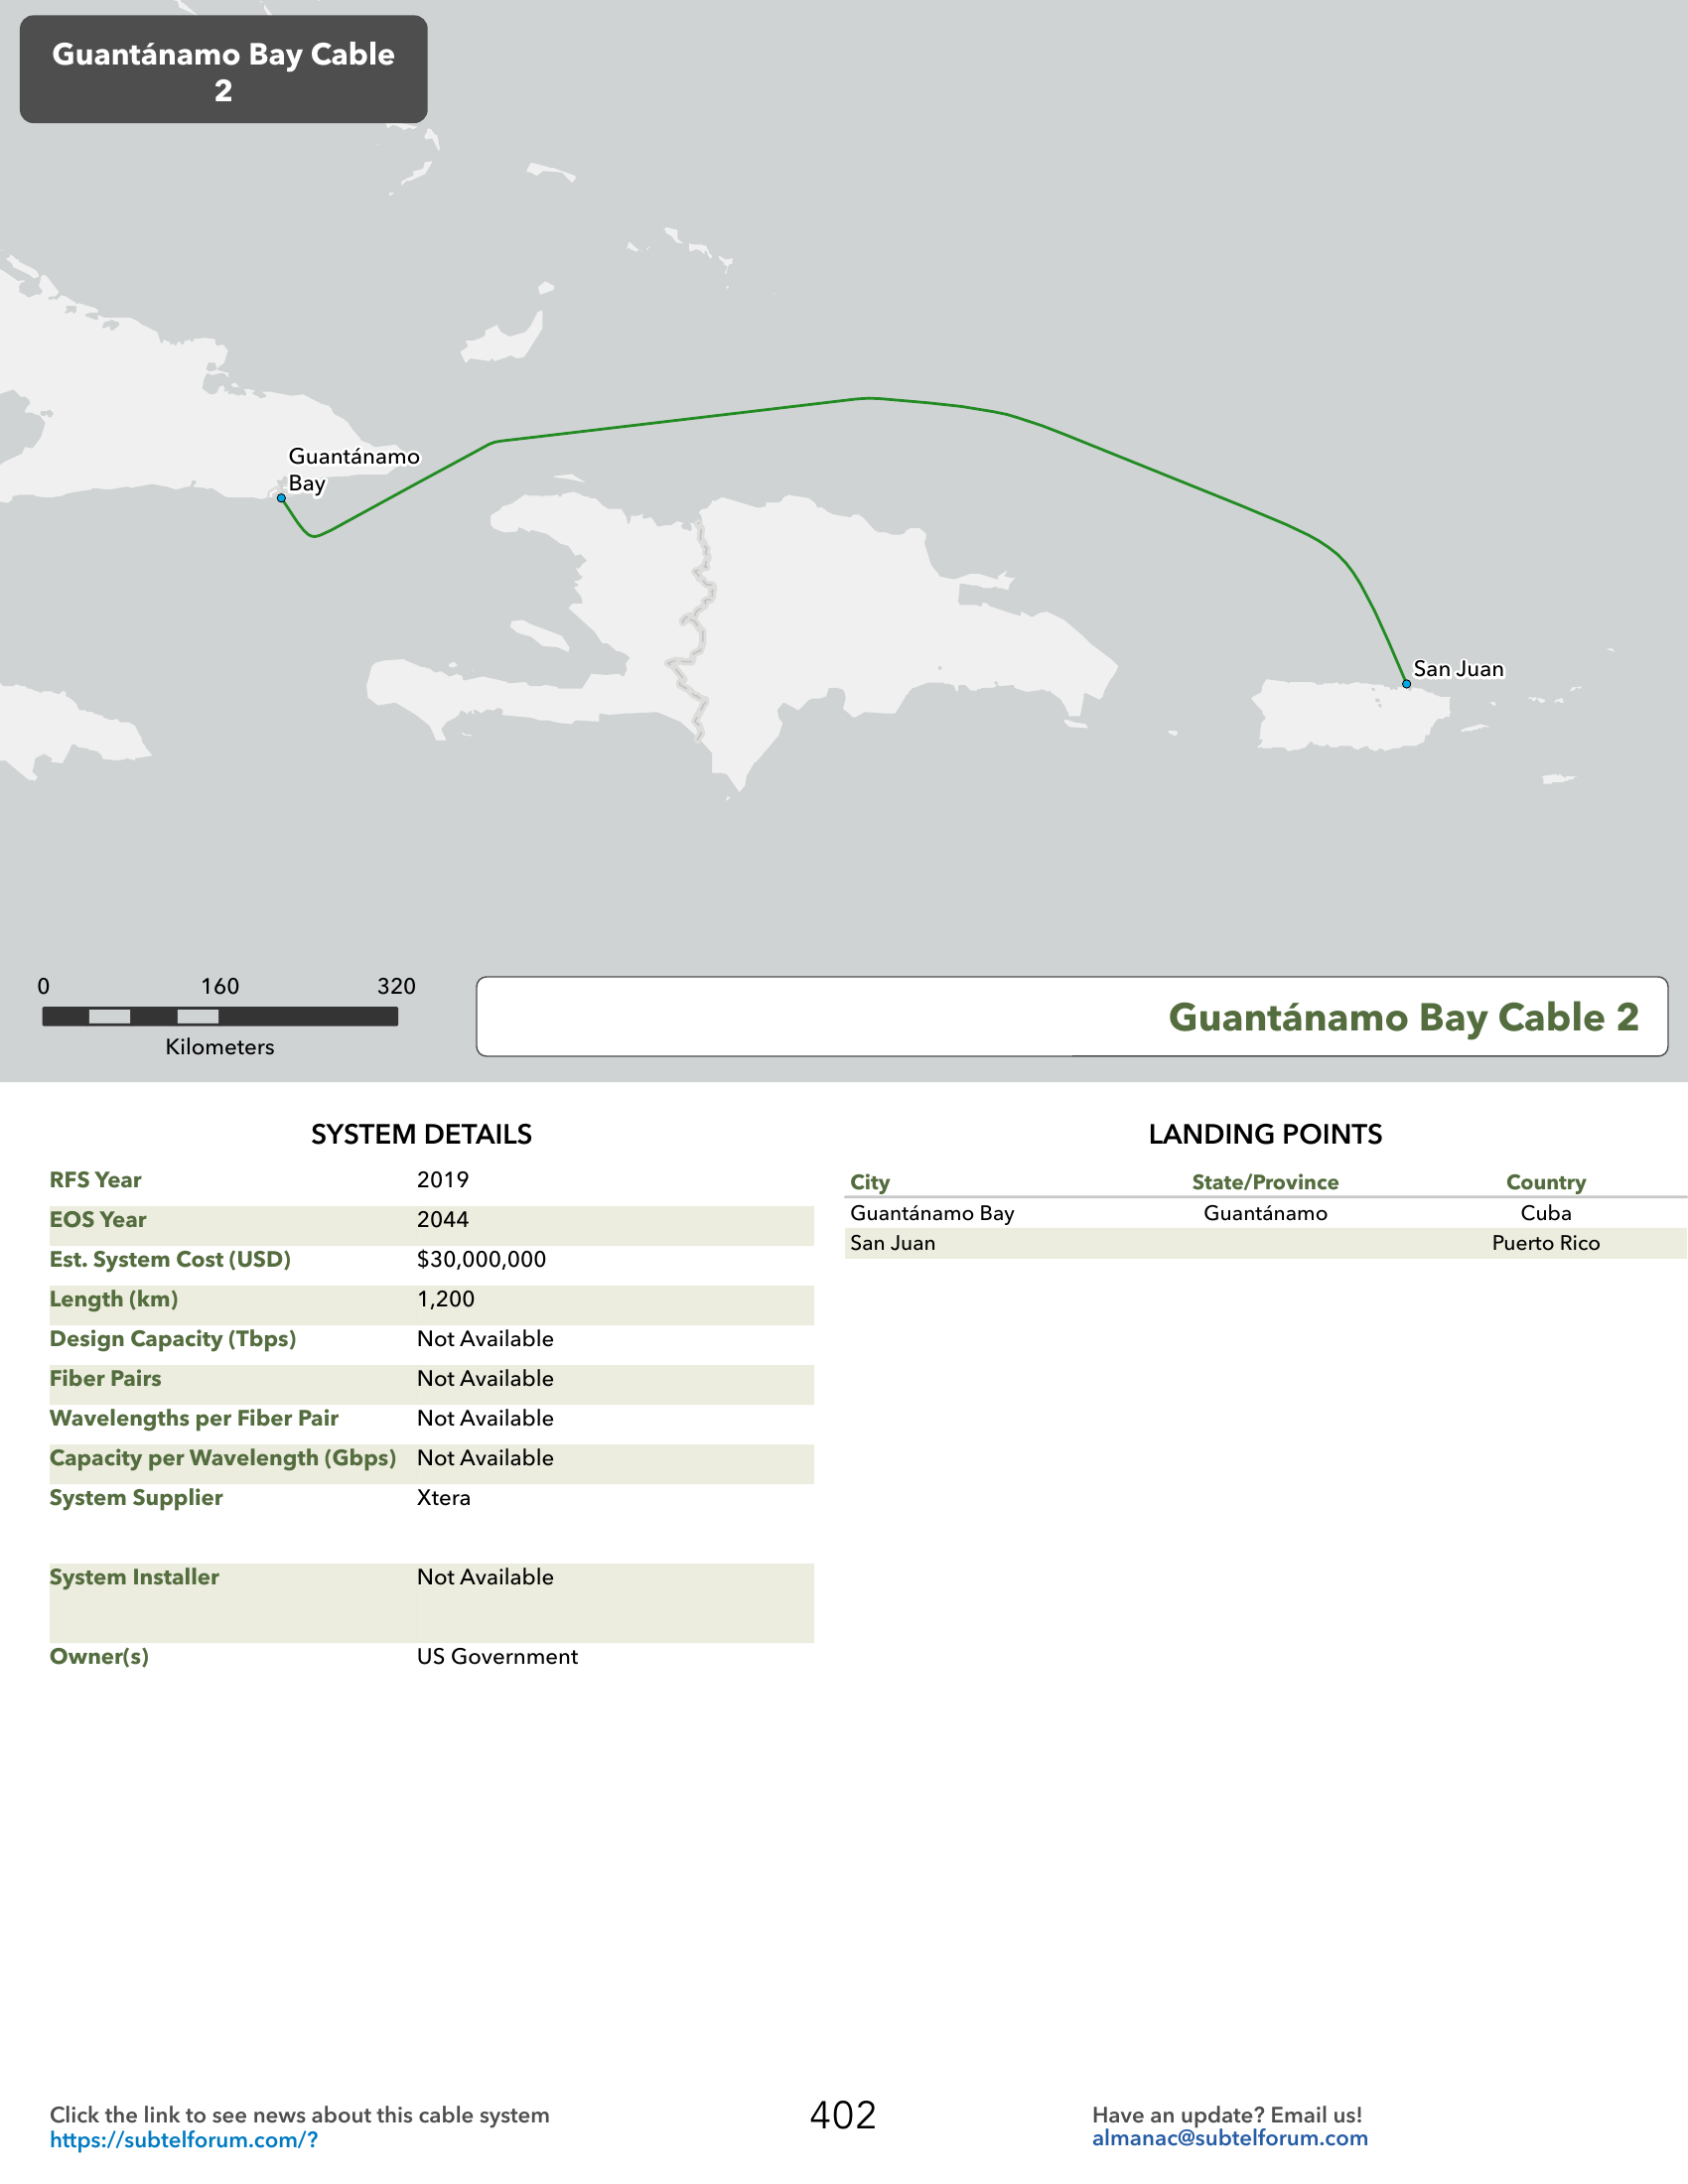 Guantánamo Bay Cable
2
Guantánamo
Bay
San Juan
0 160 320
Kilometers
Guantánamo Bay Cable 2
SYSTEM DETAILS
RFS Year 2019
EOS Year 2044
Est. System Cost (USD) $30,000,000
Length (km) 1,200
Design Capacity (Tbps) Not Available
Fiber Pairs Not Available
Wavelengths per Fiber Pair Not Available
Capacity per Wavelength (Gbps) Not Available
System Supplier Xtera
System Installer Not Available
Owner(s) US Government
LANDING POINTS
City State/Province Country
Guantánamo Bay Guantánamo Cuba
San Juan Puerto Rico
Click the link to see news about this cable system
https://subtelforum.com/?
402
Have an update? Email us!
almanac@subtelforum.com